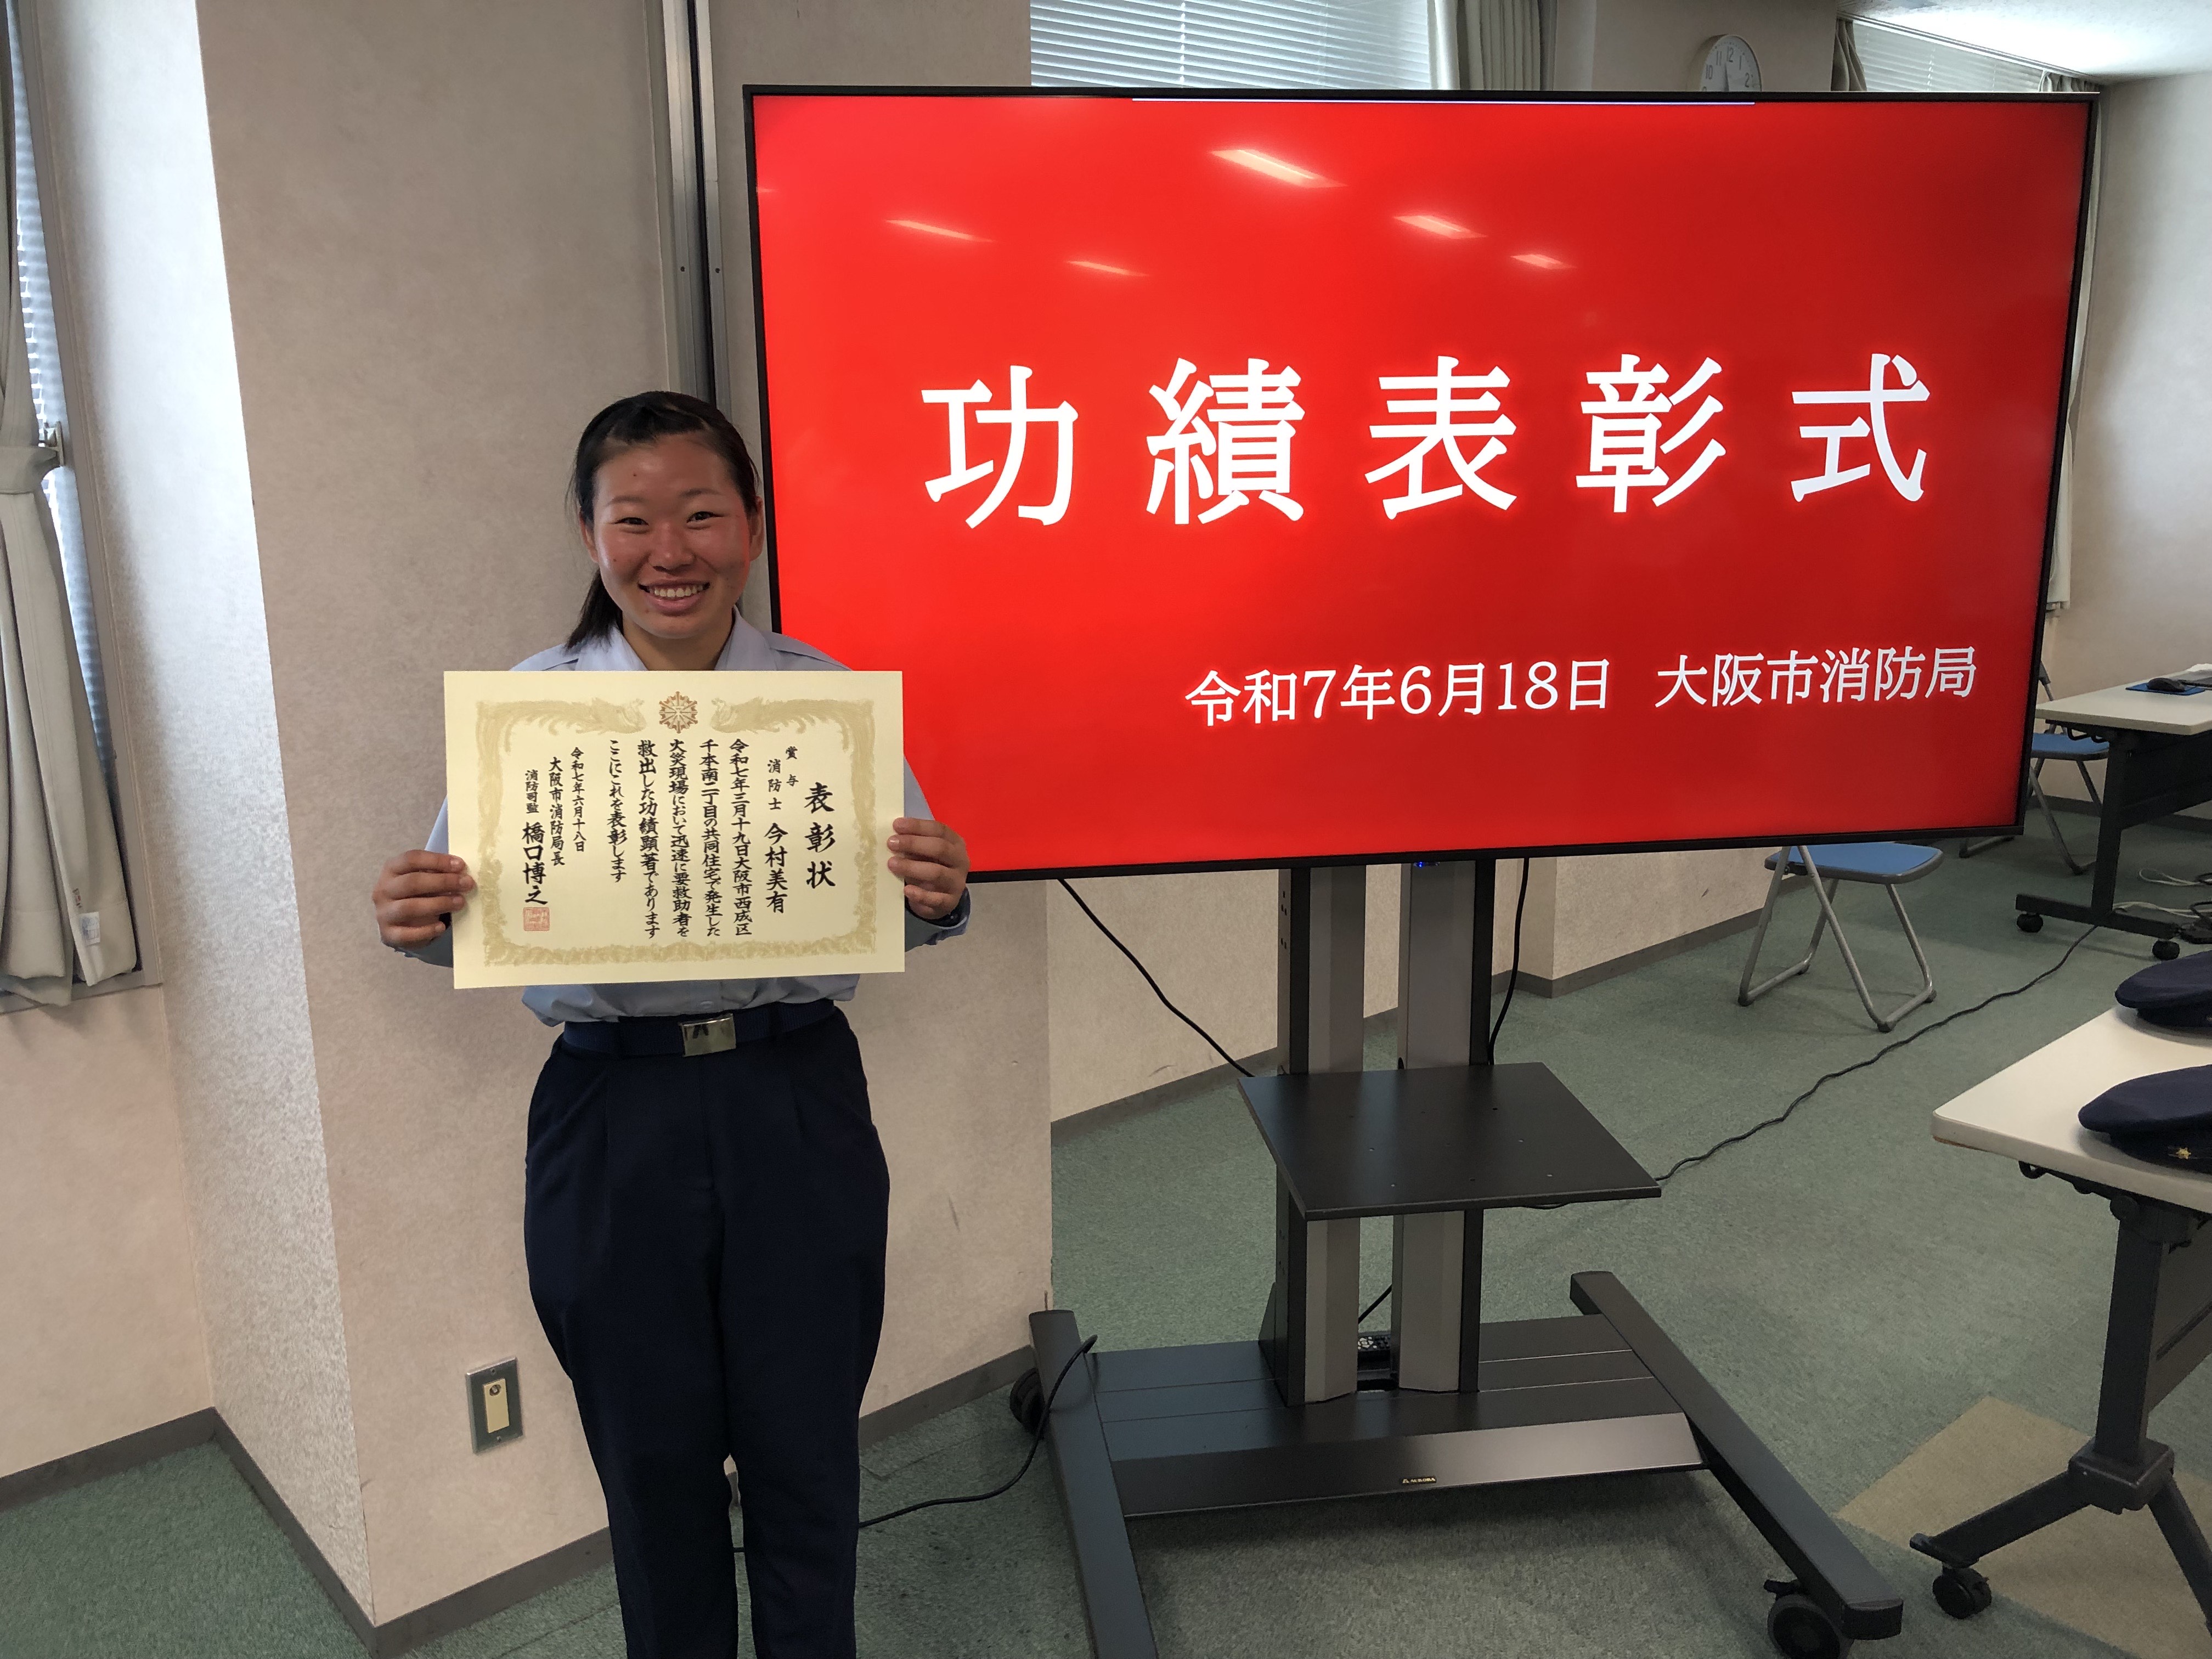 功績表彰式
令和7年6月18日 大阪市消防局
表彰状
賞与
消防士 今村美有
令和七年三月十九日大阪市西成区
千本南二丁目の共同住宅で発生した
火災現場において迅速に要救助者を
救出した功績顕著であります
ここにこれを表彰します
令和七年六月十八日
大阪市消防局長
消防司監 橋口博之